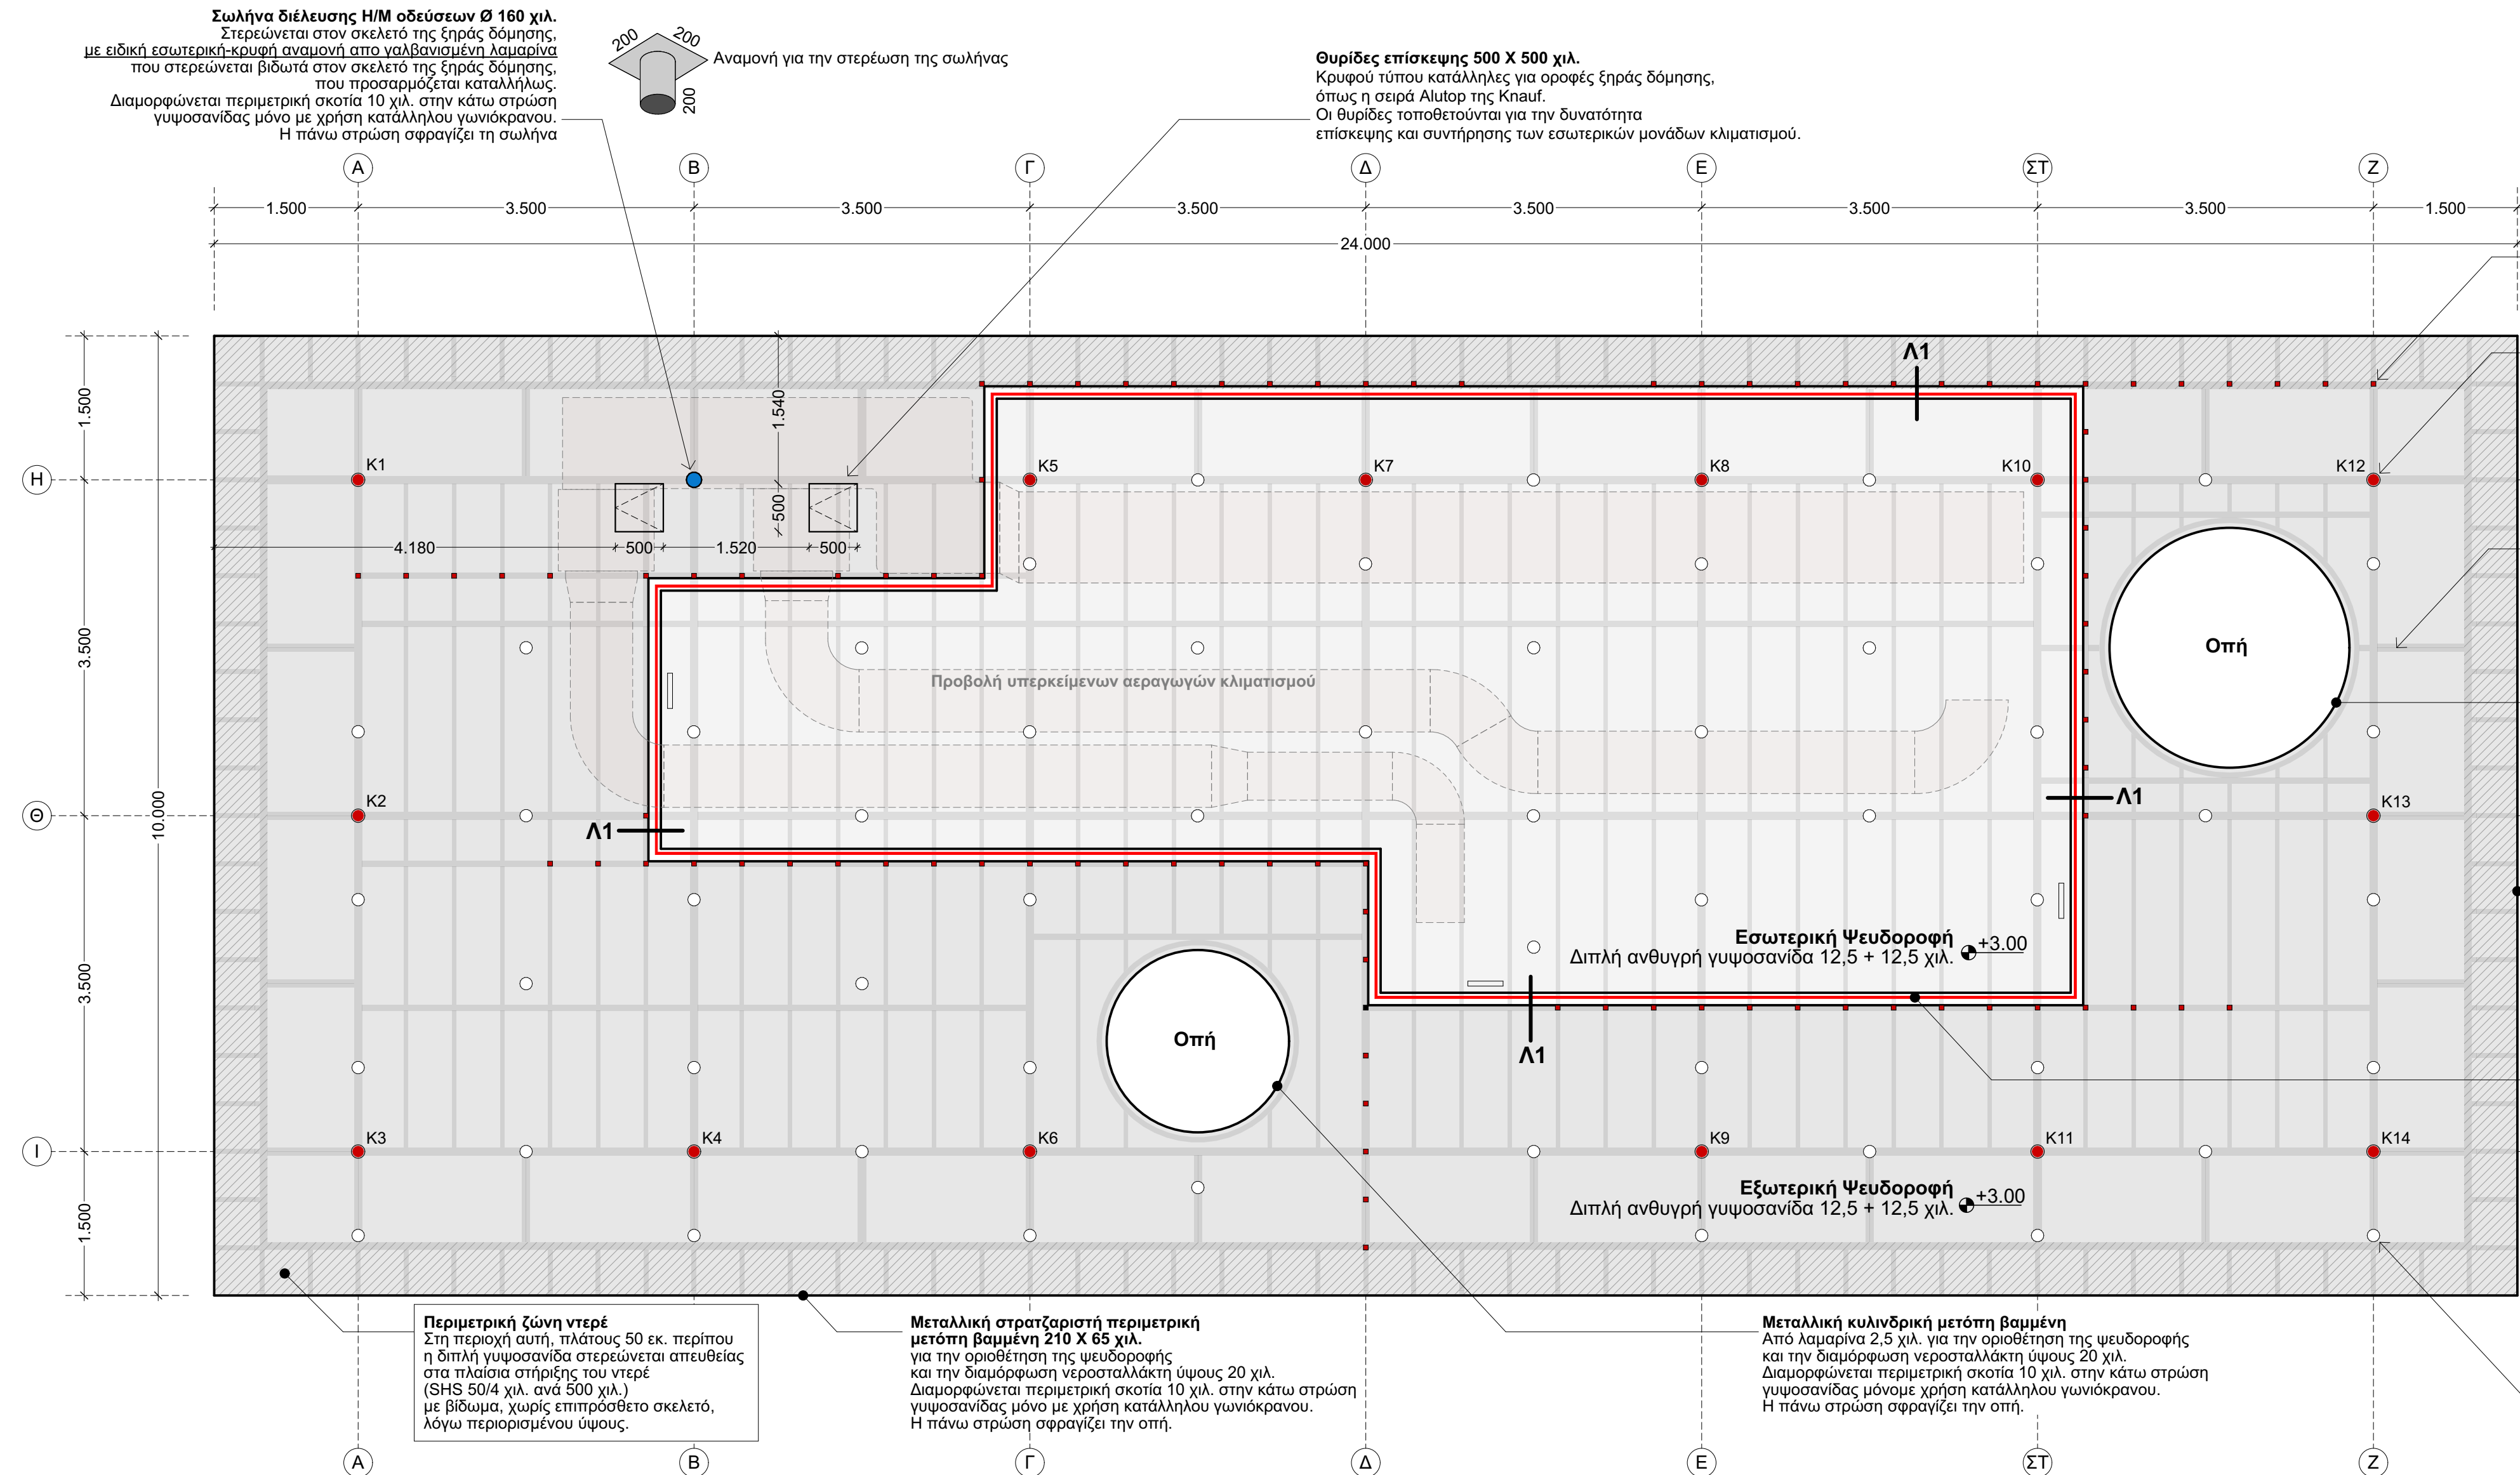 Σωλήνα διέλευσης Η/Μ οδεύσεων Ø 160 χιλ.
Στερεώνεται στον σκελετό της ξηράς δόμησης,
με ειδική εσωτερική-κρυφή αναμονή απο γαλβανισμένη λαμαρίνα
που στερεώνεται βιδωτά στον σκελετό της ξηράς δόμησης,
που προσαρμόζεται καταλλήλως.
Διαμορφώνεται περιμετρική σκοτία 10 χιλ. στην κάτω στρώση
γυψοσανίδας μόνο με χρήση κατάλληλου γωνιόκρανου.
Η πάνω στρώση σφραγίζει τη σωλήνα
200 200
200
Αναμονή για την στερέωση της σωλήνας
Θυρίδες επίσκεψης 500 Χ 500 χιλ.
Κρυφού τύπου κατάλληλες για οροφές ξηράς δόμησης,
όπως η σειρά Alutop της Knauf.
Οι θυρίδες τοποθετούνται για την δυνατότητα
επίσκεψης και συντήρησης των εσωτερικών μονάδων κλιματισμού.
Α Β Γ Δ Ε ΣΤ Ζ
1.500 3.500 3.500 3.500 3.500 3.500 3.500 1.500
24.000
Λ1
1.500
1.540
Η
K1 K5 K7 K8 K10 K12
500
4.180 500 1.520 500
3.500
Οπή
Προβολή υπερκείμενων αεραγωγών κλιματισμού
10.000
Θ
K2 K13
Λ1 Λ1
Εσωτερική Ψευδοροφή
Διπλή ανθυγρή γυψοσανίδα 12,5 + 12,5 χιλ.
+3.00
3.500
Οπή
Λ1
Ι
K3 K4 K6 K9 K11 K14
Εξωτερική Ψευδοροφή
Διπλή ανθυγρή γυψοσανίδα 12,5 + 12,5 χιλ.
+3.00
1.500
Περιμετρική ζώνη ντερέ
Στη περιοχή αυτή, πλάτους 50 εκ. περίπου
η διπλή γυψοσανίδα στερεώνεται απευθείας
στα πλαίσια στήριξης του ντερέ
(SHS 50/4 χιλ. ανά 500 χιλ.)
με βίδωμα, χωρίς επιπρόσθετο σκελετό,
λόγω περιορισμένου ύψους.
Μεταλλική στρατζαριστή περιμετρική
μετόπη βαμμένη 210 Χ 65 χιλ.
για την οριοθέτηση της ψευδοροφής
και την διαμόρφωση νεροσταλλάκτη ύψους 20 χιλ.
Διαμορφώνεται περιμετρική σκοτία 10 χιλ. στην κάτω στρώση
γυψοσανίδας μόνο με χρήση κατάλληλου γωνιόκρανου.
Η πάνω στρώση σφραγίζει την οπή.
Μεταλλική κυλινδρική μετόπη βαμμένη
Από λαμαρίνα 2,5 χιλ. για την οριοθέτηση της ψευδοροφής
και την διαμόρφωση νεροσταλλάκτη ύψους 20 χιλ.
Διαμορφώνεται περιμετρική σκοτία 10 χιλ. στην κάτω στρώση
γυψοσανίδας μόνομε χρήση κατάλληλου γωνιόκρανου.
Η πάνω στρώση σφραγίζει την οπή.
Α Β Γ Δ Ε ΣΤ Ζ